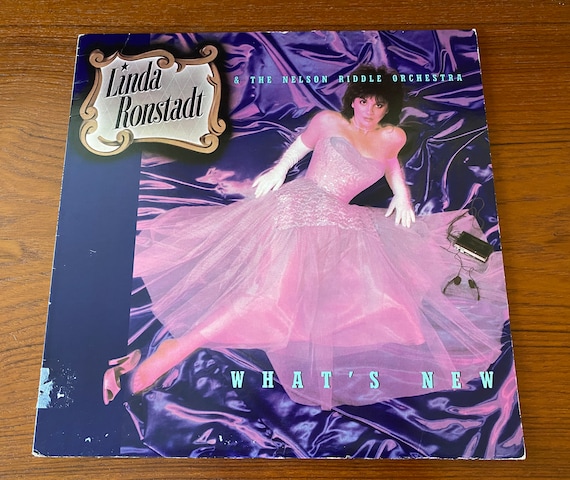 Linda
Ronstadt
& THE NELSON RIDDLE ORCHESTRA
WHAT'S NEW